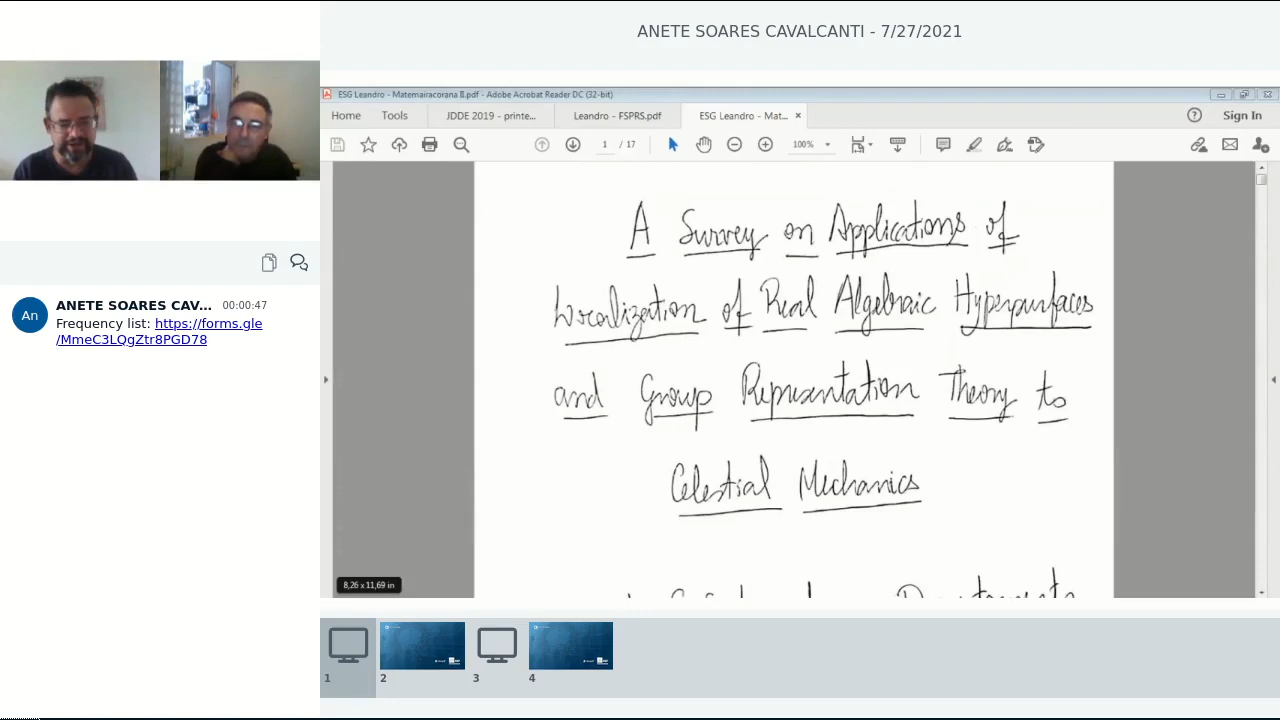 ANETE SOARES CAVALCANTI - 7/27/2021
ESG Leandro - Matemairacorana II.pdf - Adobe Acrobat Reader DC (32-bit)
Home Tools JDDE 2019 - printe... Leandro - FSPRS.pdf ESG Leandro - Mat... × Sign In
1 / 17 100%
A Survey on Applications of
Localization of Real Algebraic Hypersurfaces
and Group Representation Theory to
Celestial Mechanics
8,26 x 11,69 in
An
ANETE SOARES CAV... 00:00:47
Frequency list: https://forms.gle
/MmeC3LQgZtr8PGD78
1 2 3 4